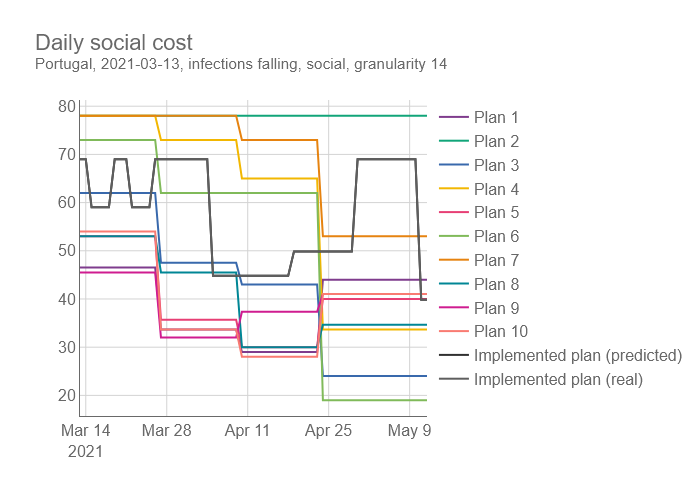 Daily social cost
Portugal, 2021-03-13, infections falling, social, granularity 14
80
70
60
50
40
30
20
Mar 14
2021
Mar 28
Apr 11
Apr 25
May 9
Plan 1
Plan 2
Plan 3
Plan 4
Plan 5
Plan 6
Plan 7
Plan 8
Plan 9
Plan 10
Implemented plan (predicted)
Implemented plan (real)